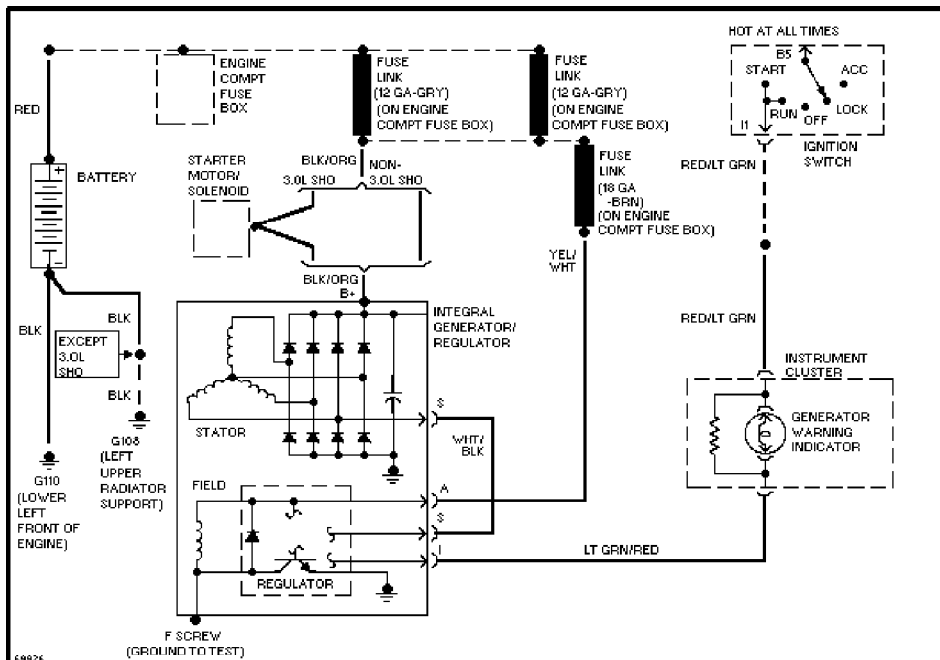 HOT AT ALL TIMES
B5
START
ACC
RUN
OFF
LOCK
I1
IGNITION
SWITCH
RED/LT GRN
RED/LT GRN
ENGINE
COMPT
FUSE
BOX
FUSE
LINK
(12 GA-GRY)
(ON ENGINE
COMPT FUSE BOX)
FUSE
LINK
(12 GA-GRY)
(ON ENGINE
COMPT FUSE BOX)
FUSE
LINK
(18 GA
-BRN)
(ON ENGINE
COMPT FUSE BOX)
YEL/
WHT
RED
+
BATTERY
-
STARTER
MOTOR/
SOLENOID
BLK/ORG
3.0L SHO
NON-
3.0L SHO
BLK/ORG
B+
BLK
BLK
EXCEPT
3.0L
SHO
BLK
G108
(LEFT
UPPER
RADIATOR
SUPPORT)
G110
(LOWER
LEFT
FRONT OF
ENGINE)
INTEGRAL
GENERATOR/
REGULATOR
STATOR
S
WHT/
BLK
FIELD
A
S
I
REGULATOR
F SCREW
(GROUND TO TEST)
LT GRN/RED
INSTRUMENT
CLUSTER
GENERATOR
WARNING
INDICATOR